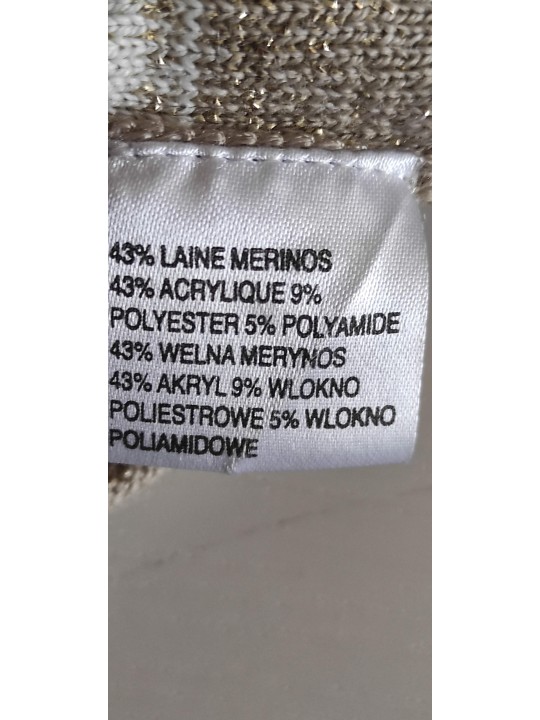 43% LAINE MERINOS
43% ACRYLIQUE 9%
POLYESTER 5% POLYAMIDE
43% WELNA MERYNOS
43% AKRYL 9% WLOKNO
POLIESTROWE 5% WLOKNO
POLIAMIDOWE